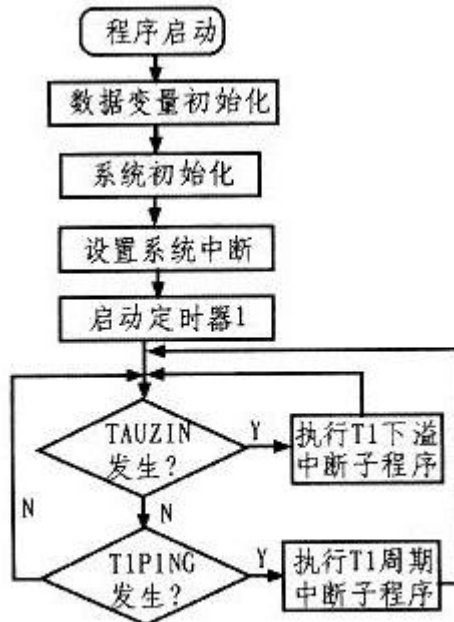 程序启动
数据变量初始化
系统初始化
设置系统中断
启动定时器1
TAUZIN
发生?
Y
执行T1下溢
中断子程序
N
N
T1PING
发生?
Y
执行T1周期
中断子程序